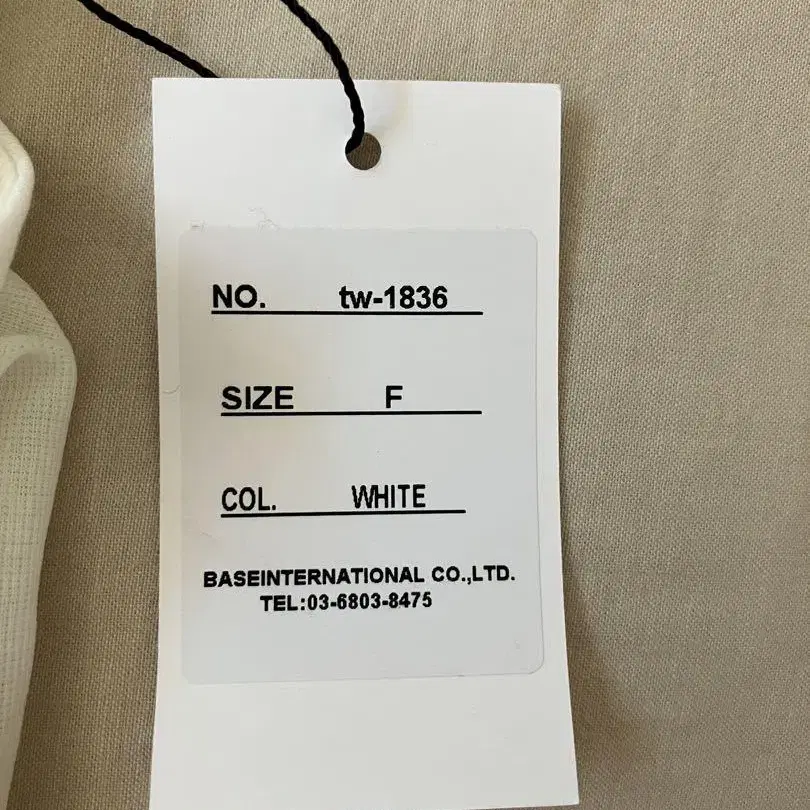 NO. tw-1836
SIZE F
COL. WHITE
BASEINTERNATIONAL CO.,LTD.
TEL:03-6803-8475